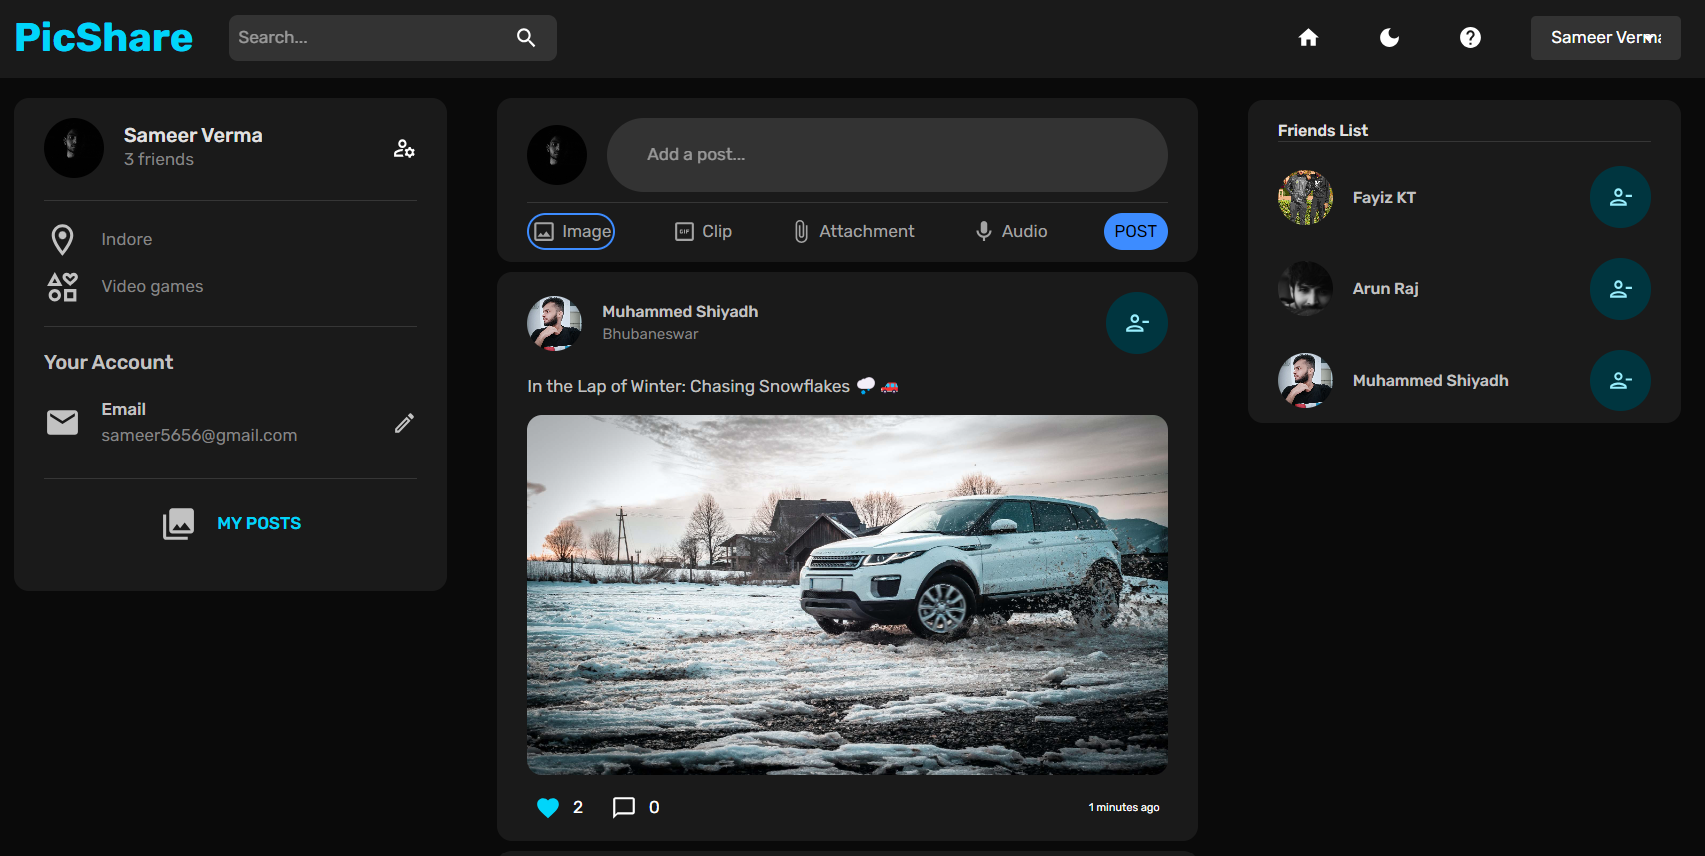 PicShare
Search...
Sameer Verma
Sameer Verma
3 friends
Indore
Video games
Your Account
Email
sameer5656@gmail.com
MY POSTS
Add a post...
Image
GIF
Clip
Attachment
Audio
POST
Muhammed Shiyadh
Bhubaneswar
In the Lap of Winter: Chasing Snowflakes 🌨️ 🚗
2
0
1 minutes ago
Friends List
Fayiz KT
Arun Raj
Muhammed Shiyadh